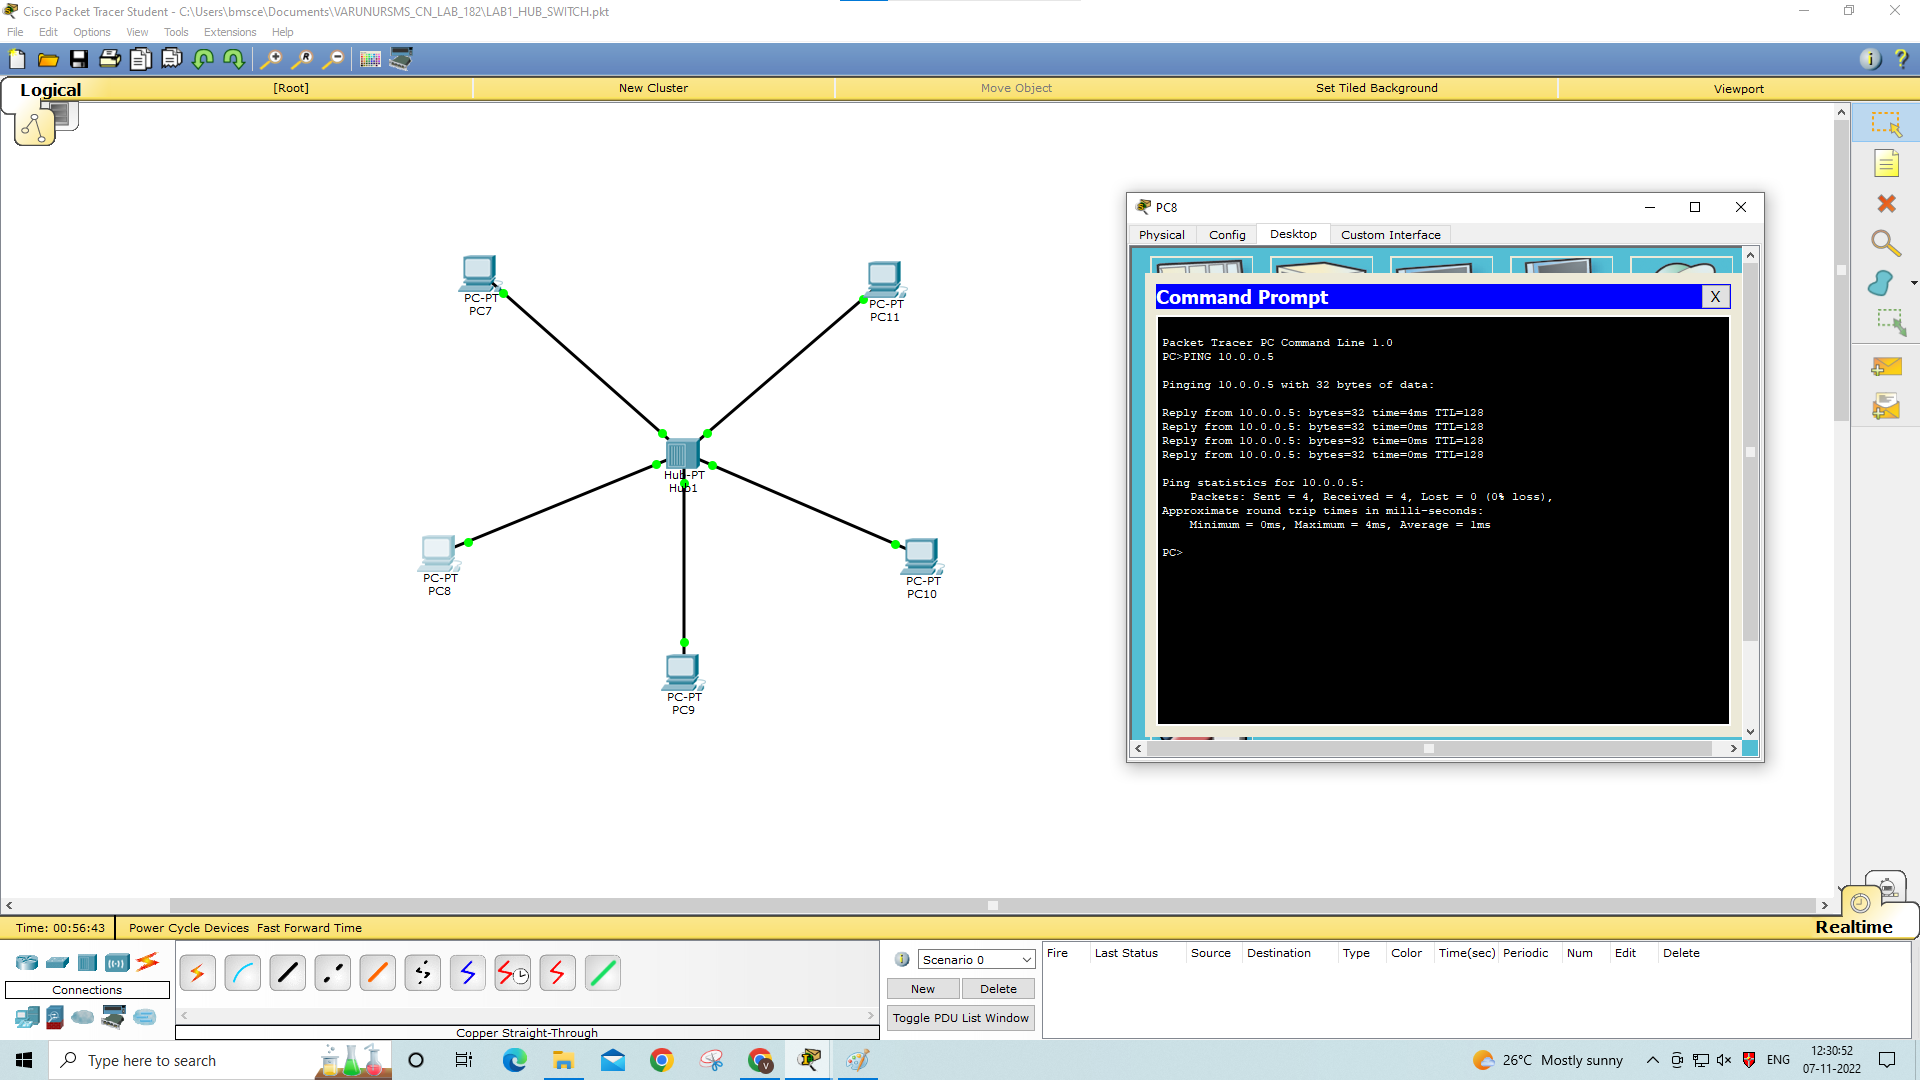 Cisco Packet Tracer Student - C:\Users\bmsce\Documents\VARUNURSMS_CN_LAB_182\LAB1_HUB_SWITCH.pkt
File Edit Options View Tools Extensions Help
Logical [Root] New Cluster Move Object Set Tiled Background Viewport
PC-PT
PC7
PC-PT
PC11
Hub-PT
Hub1
PC-PT
PC8
PC-PT
PC10
PC-PT
PC9
PC8
Physical Config Desktop Custom Interface
Command Prompt X
Packet Tracer PC Command Line 1.0
PC>PING 10.0.0.5
Pinging 10.0.0.5 with 32 bytes of data:
Reply from 10.0.0.5: bytes=32 time=4ms TTL=128
Reply from 10.0.0.5: bytes=32 time=0ms TTL=128
Reply from 10.0.0.5: bytes=32 time=0ms TTL=128
Reply from 10.0.0.5: bytes=32 time=0ms TTL=128
Ping statistics for 10.0.0.5:
Packets: Sent = 4, Received = 4, Lost = 0 (0% loss),
Approximate round trip times in milli-seconds:
Minimum = 0ms, Maximum = 4ms, Average = 1ms
PC>
Time: 00:56:43 Power Cycle Devices Fast Forward Time Realtime
Connections
Copper Straight-Through
Scenario 0
New Delete
Toggle PDU List Window
Fire Last Status Source Destination Type Color Time(sec) Periodic Num Edit Delete
Type here to search
26°C Mostly sunny
ENG
12:30:52
07-11-2022